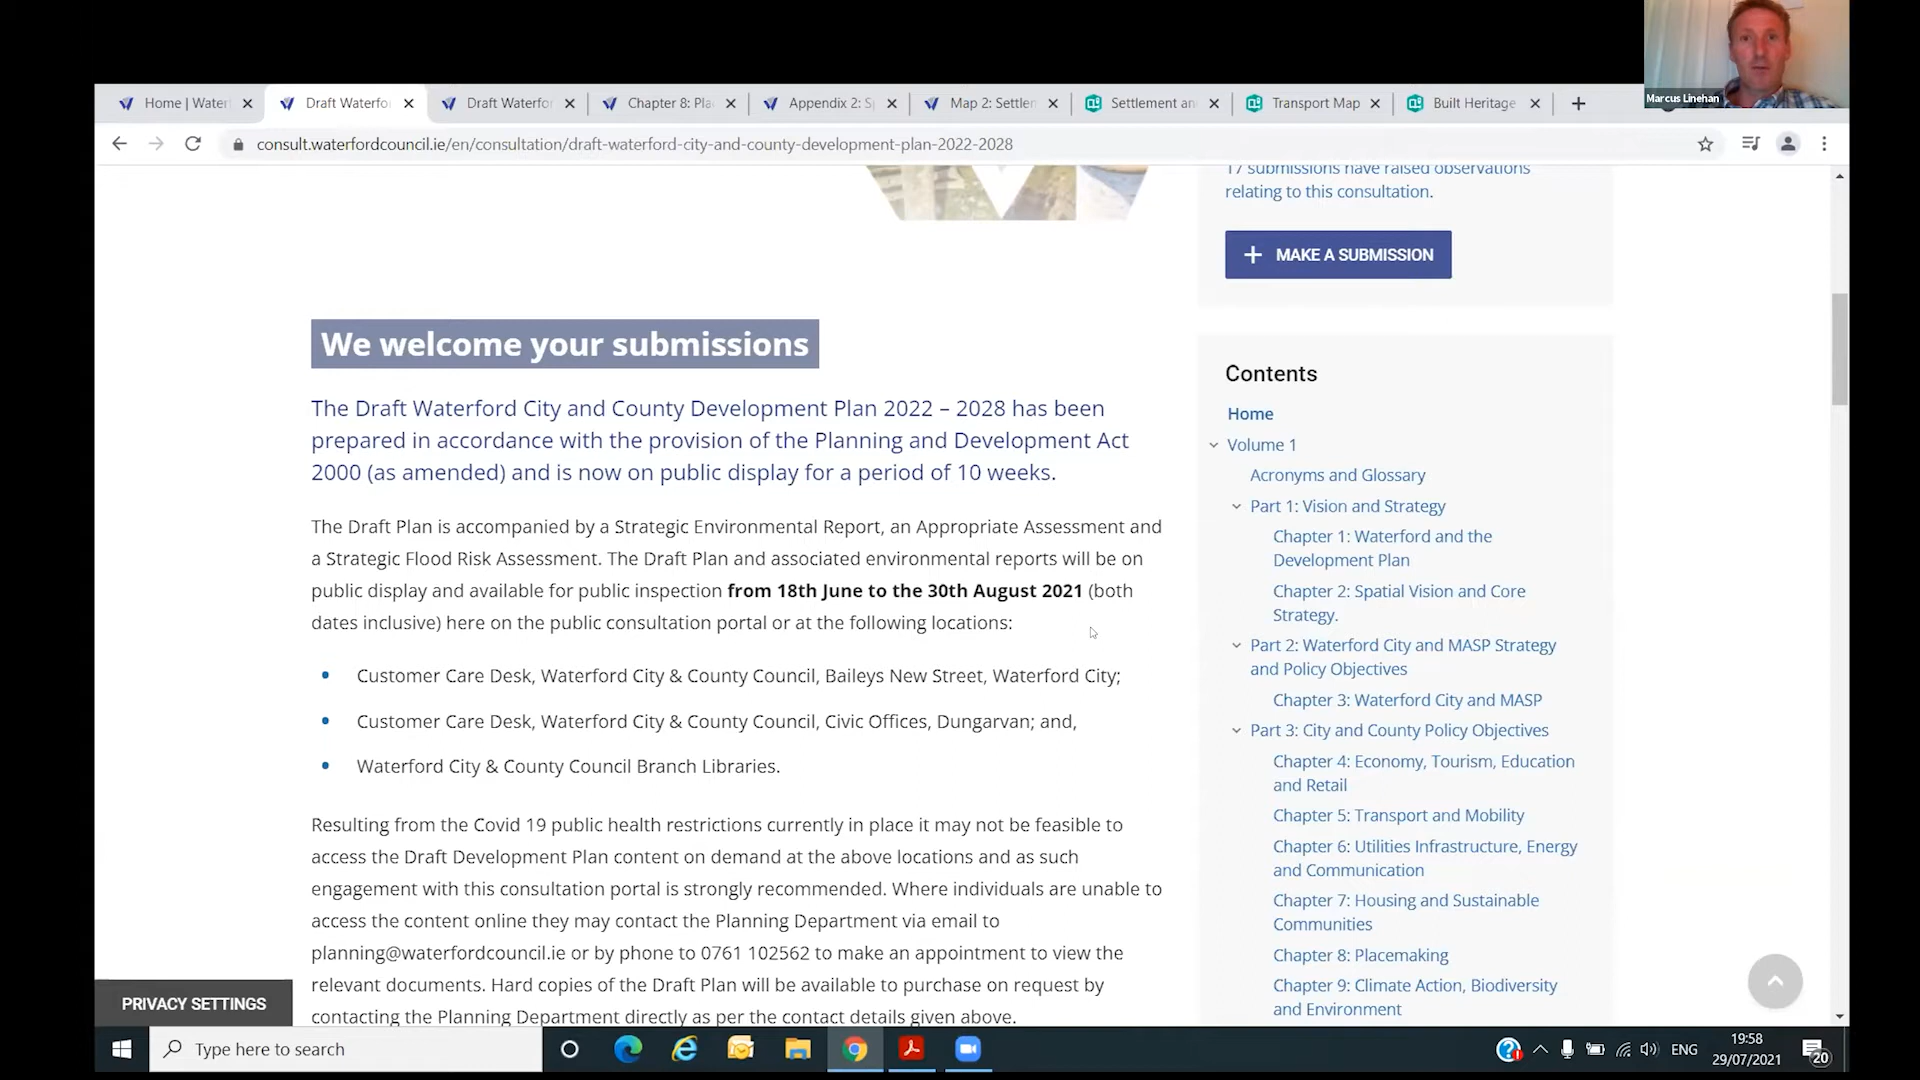 Marcus Linehan
Home | Water
Draft Waterfo
Draft Waterfor
Chapter 8: Pla
Appendix 2: S
Map 2: Settlen
Settlement an
Transport Map
Built Heritage
consult.waterfordcouncil.ie/en/consultation/draft-waterford-city-and-county-development-plan-2022-2028
17 submissions have raised observations
relating to this consultation.
MAKE A SUBMISSION
We welcome your submissions
The Draft Waterford City and County Development Plan 2022 – 2028 has been
prepared in accordance with the provision of the Planning and Development Act
2000 (as amended) and is now on public display for a period of 10 weeks.
The Draft Plan is accompanied by a Strategic Environmental Report, an Appropriate Assessment and
a Strategic Flood Risk Assessment. The Draft Plan and associated environmental reports will be on
public display and available for public inspection from 18th June to the 30th August 2021 (both
dates inclusive) here on the public consultation portal or at the following locations:
• Customer Care Desk, Waterford City & County Council, Baileys New Street, Waterford City;
• Customer Care Desk, Waterford City & County Council, Civic Offices, Dungarvan; and,
• Waterford City & County Council Branch Libraries.
Resulting from the Covid 19 public health restrictions currently in place it may not be feasible to
access the Draft Development Plan content on demand at the above locations and as such
engagement with this consultation portal is strongly recommended. Where individuals are unable to
access the content online they may contact the Planning Department via email to
planning@waterfordcouncil.ie or by phone to 0761 102562 to make an appointment to view the
relevant documents. Hard copies of the Draft Plan will be available to purchase on request by
contacting the Planning Department directly as per the contact details given above.
Contents
Home
Volume 1
Acronyms and Glossary
Part 1: Vision and Strategy
Chapter 1: Waterford and the
Development Plan
Chapter 2: Spatial Vision and Core
Strategy.
Part 2: Waterford City and MASP Strategy
and Policy Objectives
Chapter 3: Waterford City and MASP
Part 3: City and County Policy Objectives
Chapter 4: Economy, Tourism, Education
and Retail
Chapter 5: Transport and Mobility
Chapter 6: Utilities Infrastructure, Energy
and Communication
Chapter 7: Housing and Sustainable
Communities
Chapter 8: Placemaking
Chapter 9: Climate Action, Biodiversity
and Environment
PRIVACY SETTINGS
Type here to search
ENG
19:58
29/07/2021
20